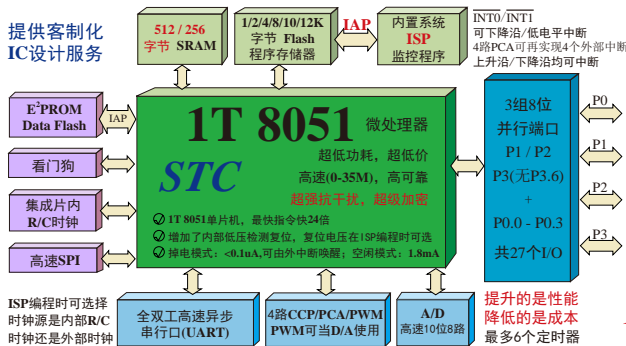 提供客制化
IC设计服务
512 / 256
字节 SRAM
1/2/4/8/10/12K
字节 Flash
程序存储器
IAP
内置系统
ISP
监控程序
INT0/INT1
可下降沿/低电平中断
4路PCA可再实现4个外部中断
上升沿/下降沿均可中断
E²PROM
Data Flash
IAP
看门狗
集成片内
R/C时钟
高速SPI
1T 8051 微处理器
STC
超低功耗，超低价
高速(0-35M)，高可靠
超强抗干扰，超级加密
1T 8051单片机，最快指令快24倍
增加了内部低压检测复位，复位电压在ISP编程时可选
掉电模式：<0.1uA,可由外中断唤醒；空闲模式：1.8mA
3组8位
并行端口
P1 / P2
P3(无P3.6)
+
P0.0 - P0.3
共27个I/O
P0
P1
P2
P3
ISP编程时可选择
时钟源是内部R/C
时钟还是外部时钟
全双工高速异步
串行口(UART)
4路CCP/PCA/PWM
PWM可当D/A使用
A/D
高速10位8路
提升的是性能
降低的是成本
最多6个定时器